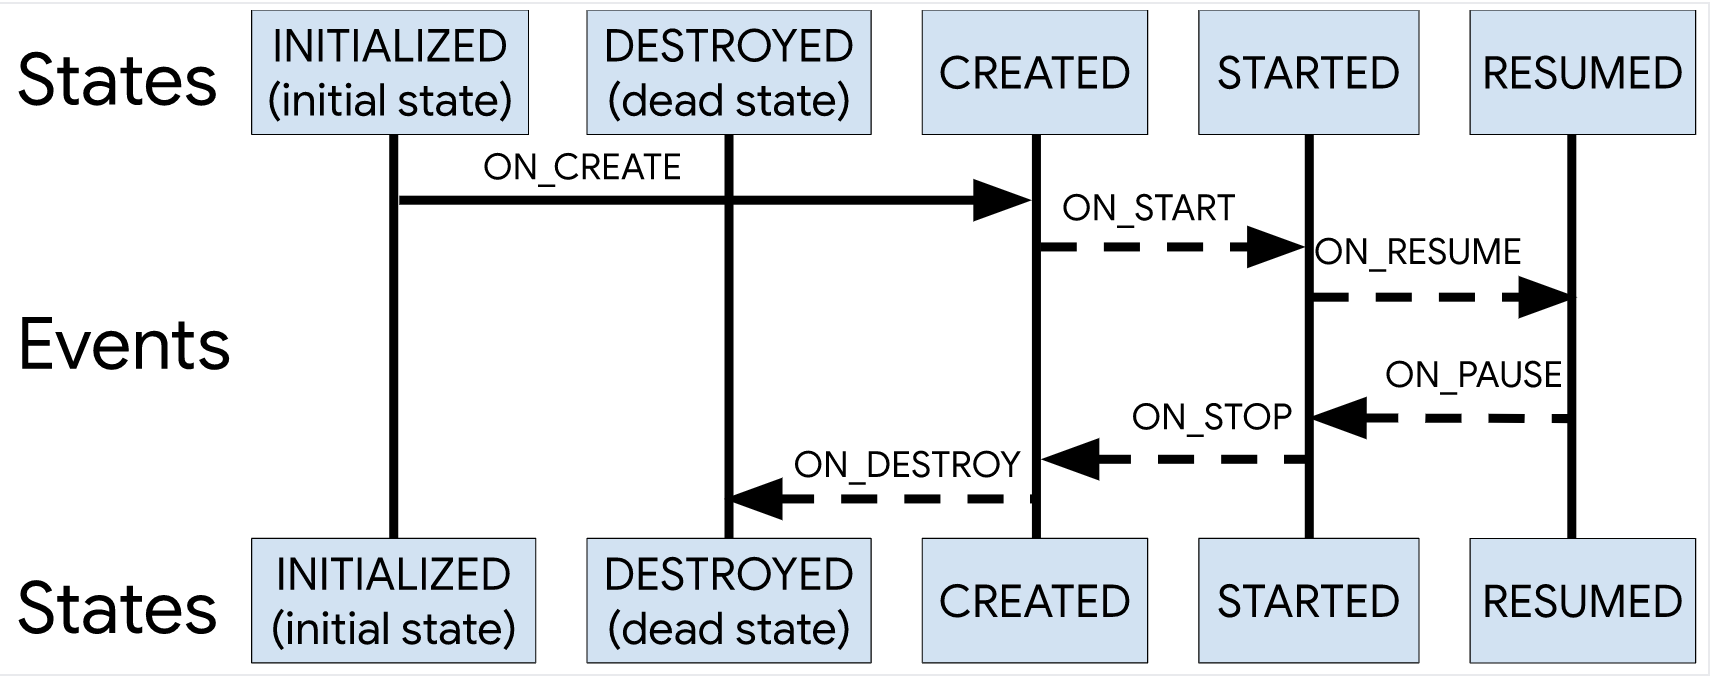 States
INITIALIZED
(initial state)
DESTROYED
(dead state)
CREATED
STARTED
RESUMED
ON_CREATE
ON_START
ON_RESUME
Events
ON_PAUSE
ON_STOP
ON_DESTROY
States
INITIALIZED
(initial state)
DESTROYED
(dead state)
CREATED
STARTED
RESUMED